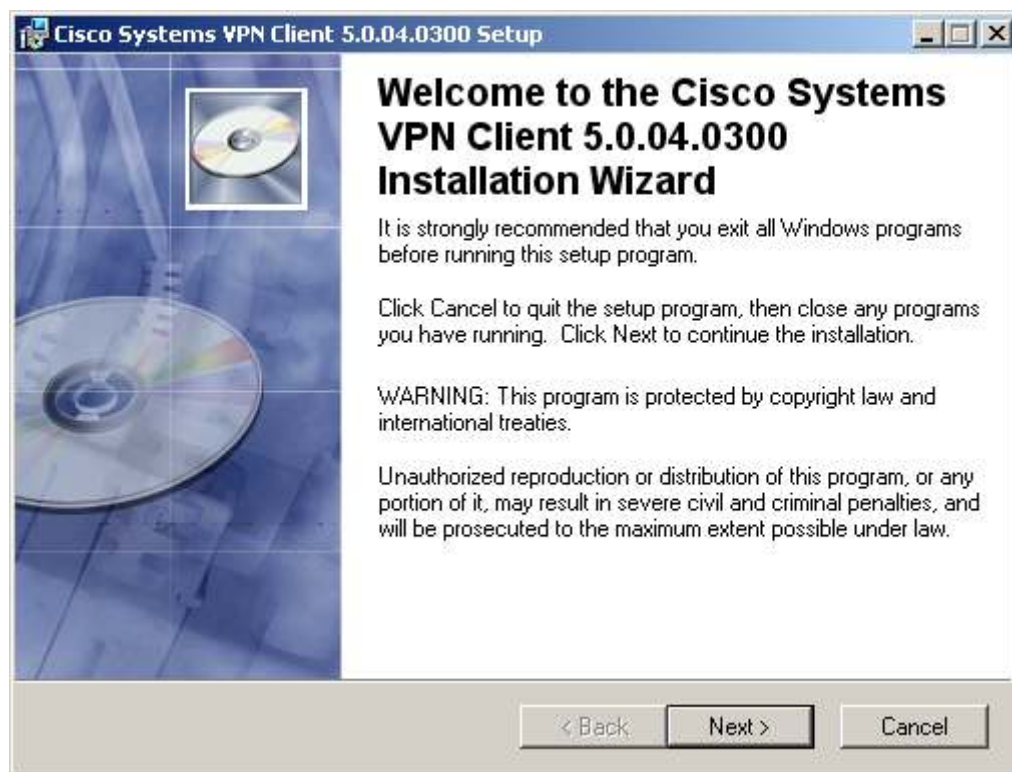 Cisco Systems VPN Client 5.0.04.0300 Setup
Welcome to the Cisco Systems
VPN Client 5.0.04.0300
Installation Wizard
It is strongly recommended that you exit all Windows programs
before running this setup program.
Click Cancel to quit the setup program, then close any programs
you have running.  Click Next to continue the installation.
WARNING: This program is protected by copyright law and
international treaties.
Unauthorized reproduction or distribution of this program, or any
portion of it, may result in severe civil and criminal penalties, and
will be prosecuted to the maximum extent possible under law.
< Back Next > Cancel